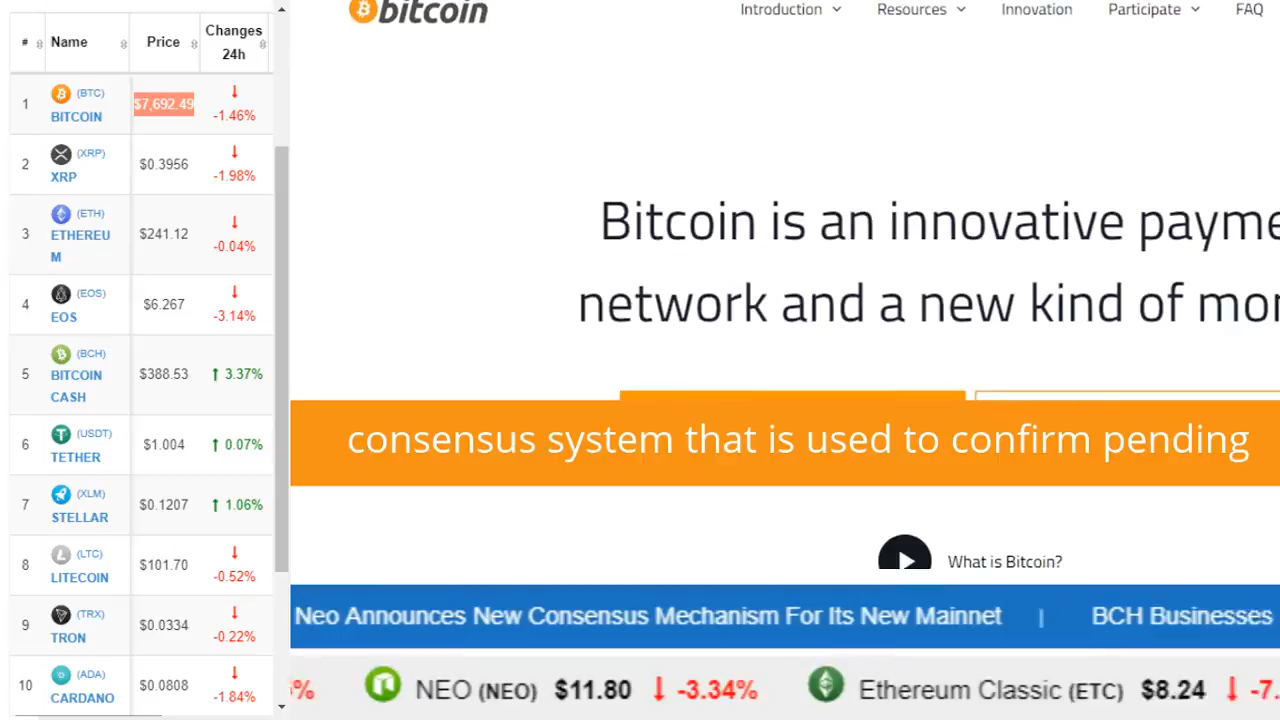 # Name Price Changes 24h
1 (BTC) BITCOIN $7,692.49 -1.46%
2 (XRP) XRP $0.3956 -1.98%
3 (ETH) ETHEREU
M $241.12 -0.04%
4 (EOS) EOS $6.267 -3.14%
5 (BCH) BITCOIN CASH $388.53 3.37%
6 (USDT) TETHER $1.004 0.07%
7 (XLM) STELLAR $0.1207 1.06%
8 (LTC) LITECOIN $101.70 -0.52%
9 (TRX) TRON $0.0334 -0.22%
10 (ADA) CARDANO $0.0808 -1.84%
bitcoin
Introduction Resources Innovation Participate FAQ
Bitcoin is an innovative payme
network and a new kind of mo
consensus system that is used to confirm pending
What is Bitcoin?
Neo Announces New Consensus Mechanism For Its New Mainnet | BCH Businesses
% NEO (NEO) $11.80 -3.34% Ethereum Classic (ETC) $8.24 -7.